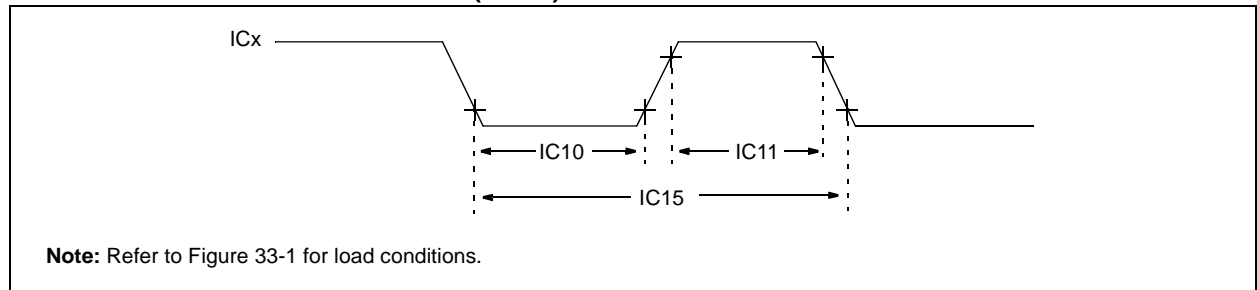 ICx
IC10
IC11
IC15
Note: Refer to Figure 33-1 for load conditions.